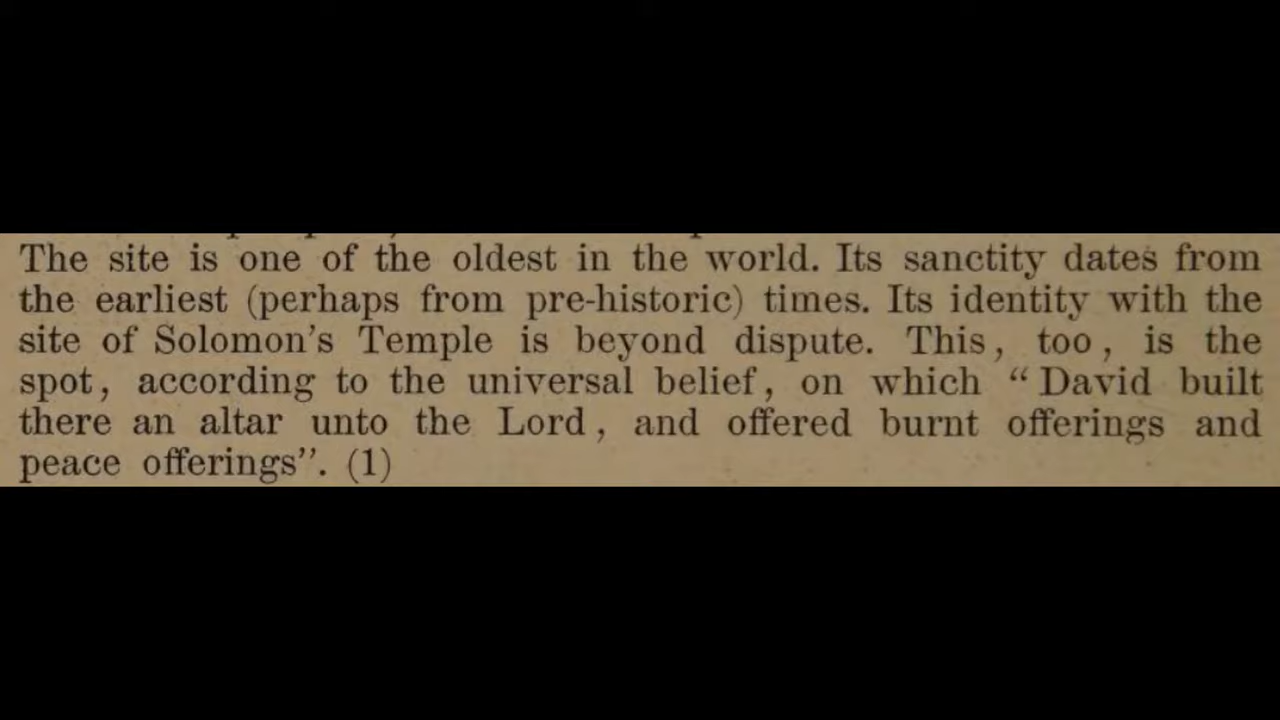 The site is one of the oldest in the world. Its sanctity dates from
the earliest (perhaps from pre-historic) times. Its identity with the
site of Solomon's Temple is beyond dispute. This, too, is the
spot, according to the universal belief, on which “David built
there an altar unto the Lord, and offered burnt offerings and
peace offerings”. (1)